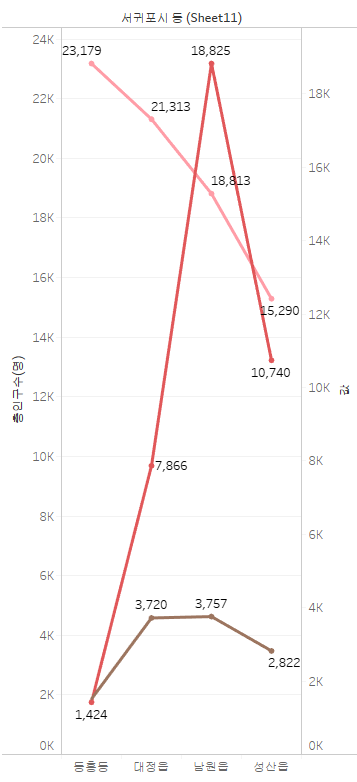 서귀포시 동 (Sheet11)
24K
22K
20K
18K
16K
14K
12K
10K
8K
6K
4K
2K
0K
총인구수(명)
23,179
21,313
18,813
15,290
18,825
10,740
7,866
3,720
3,757
2,822
1,424
18K
16K
14K
12K
10K
8K
6K
4K
2K
0K
값
동홍동 대정읍 남원읍 성산읍